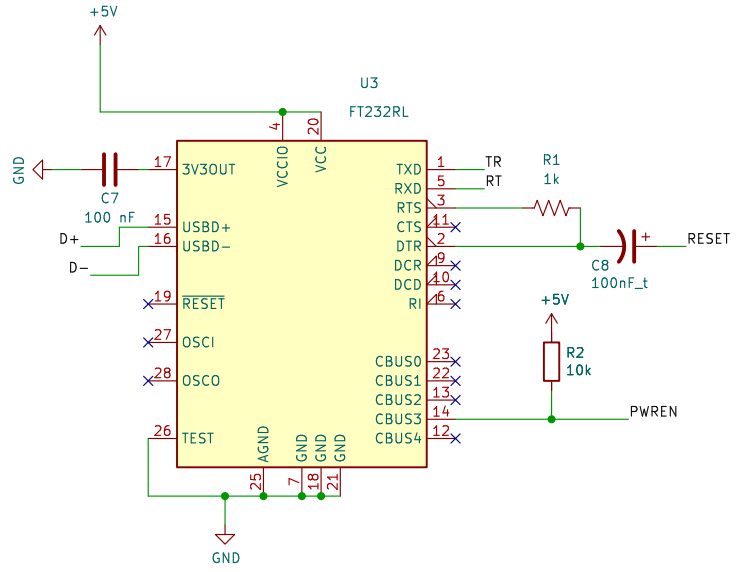 +5V
U3
FT232RL
4
VCCIO
20
VCC
GND
C7
100 nF
17
3V3OUT
D+
15
USBD+
D-
16
USBD-
19
RESET
27
OSCI
28
OSCO
26
TEST
TXD
1
TR
RXD
5
RT
RTS
3
CTS
11
DTR
2
DCR
9
DCD
10
RI
6
CBUS0
23
CBUS1
22
CBUS2
13
CBUS3
14
CBUS4
12
R1
1k
C8
100nF_t
+
RESET
+5V
R2
10k
PWREN
AGND
25
GND
7
GND
18
GND
21
GND